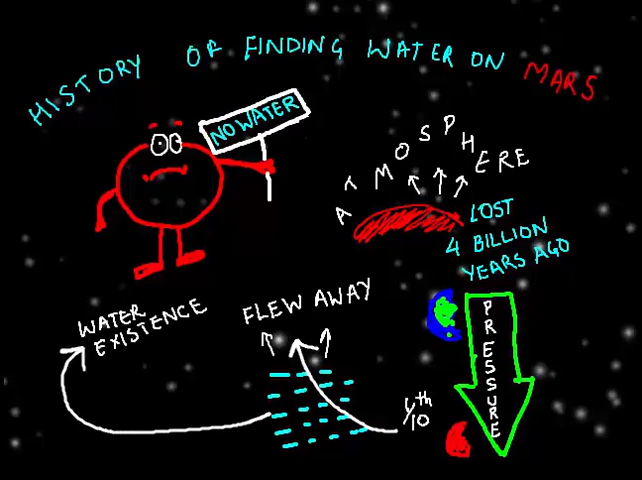 HISTORY OF FINDING WATER ON MARS
NO WATER
ATMOSPHERE
LOST
4 BILLION
YEARS AGO
WATER
EXISTENCE
FLEW AWAY
1/10th
PRESSURE